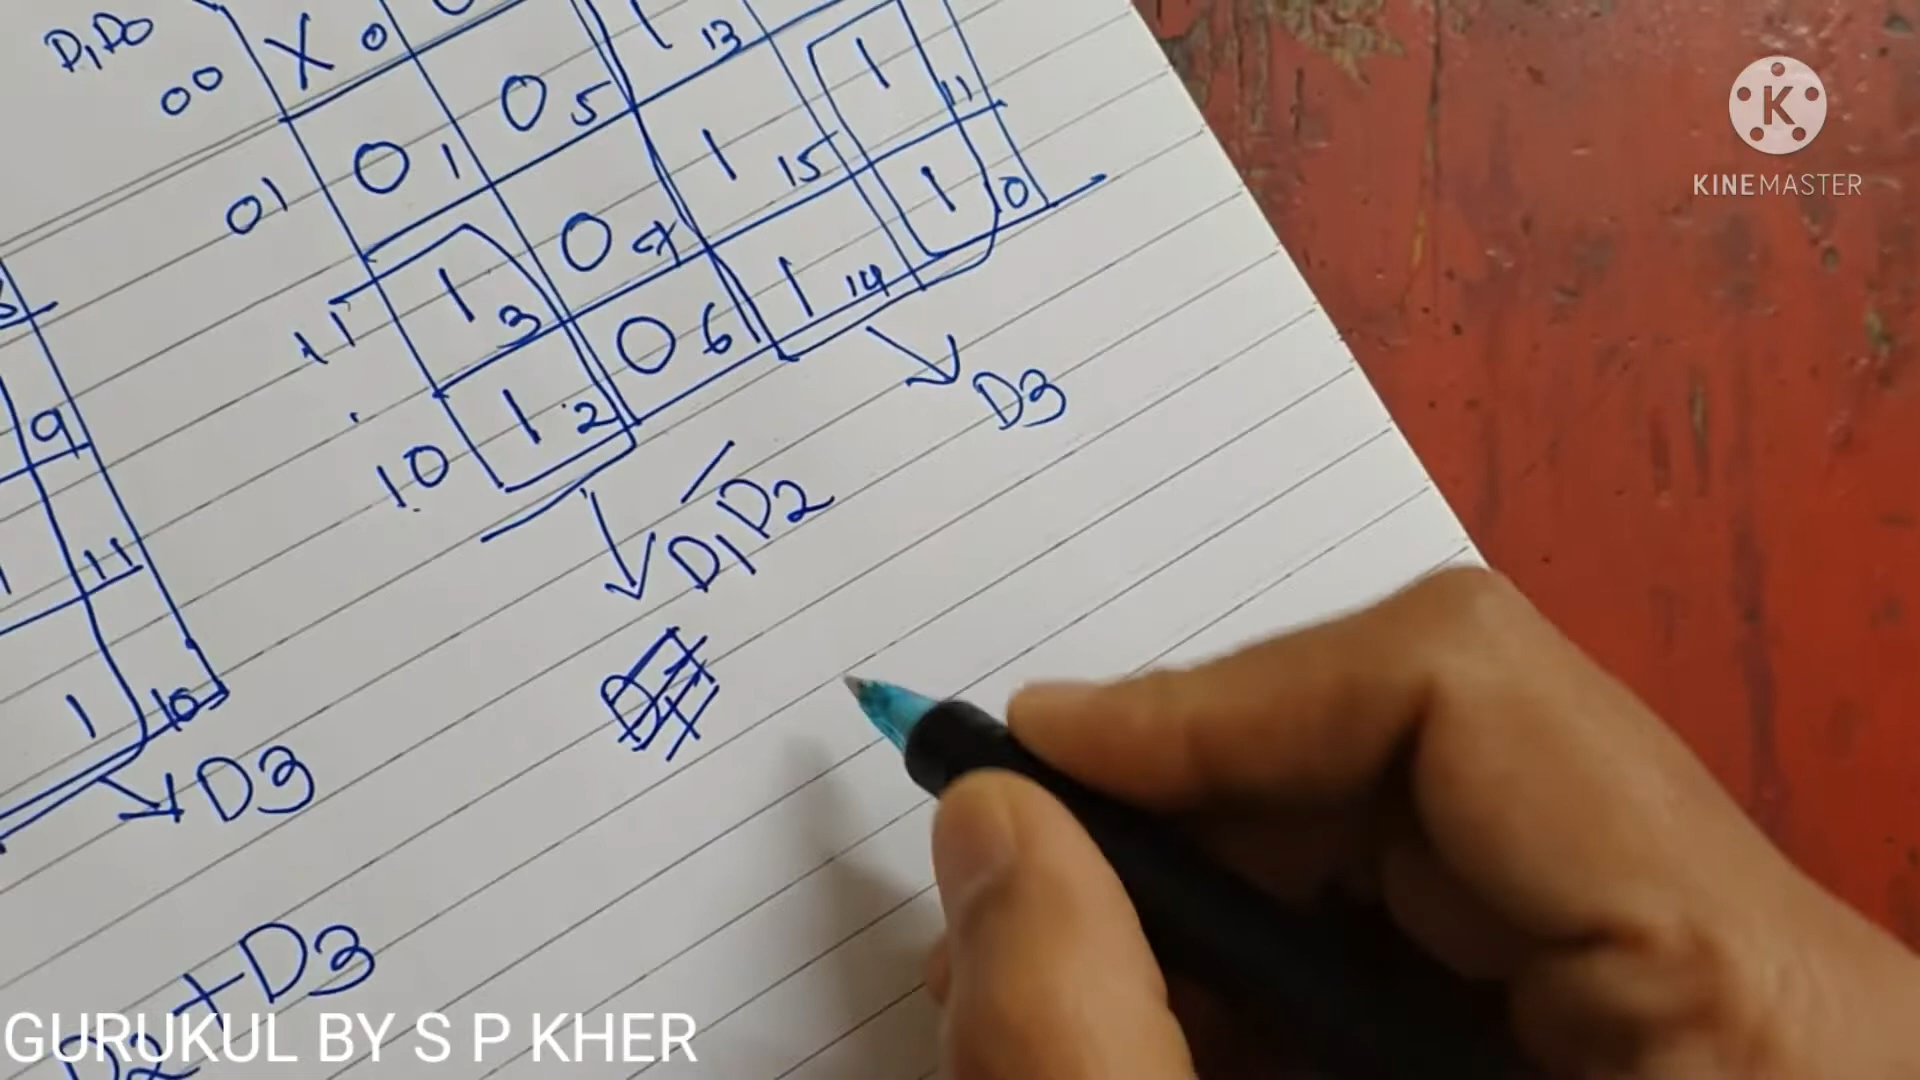 D1D0
00 X 0
13
01 0 1 0 5 1 15 1 11
11 1 3 0 7 1 14 1 10
10 1 2 0 6
D3
D1D2
9
11
1 10
D3
D2+D3
K
KINEMASTER
GURUKUL BY S P KHER